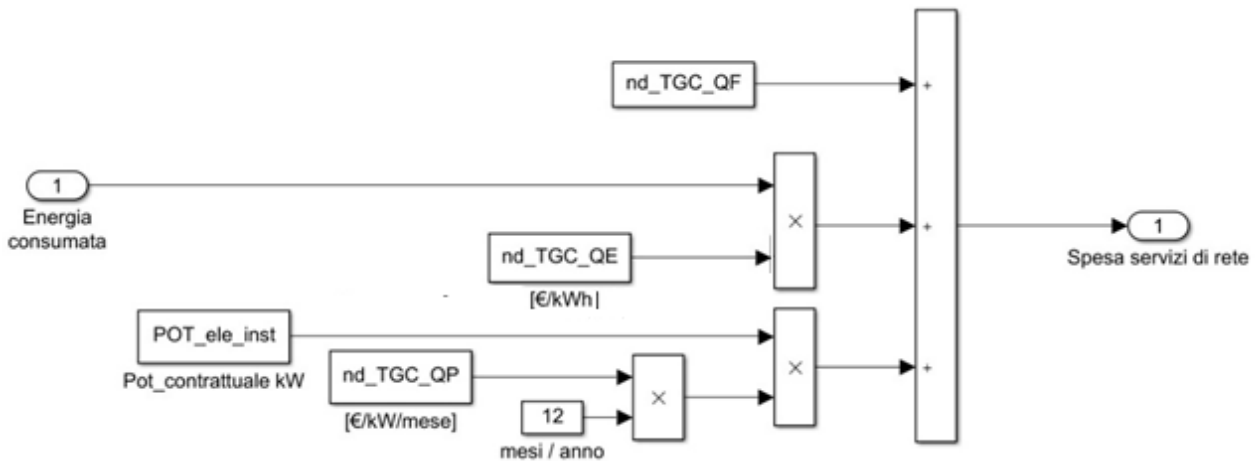 nd_TGC_QF
+
1
Energia
consumata
×
+
1
Spesa servizi di rete
nd_TGC_QE
[€/kWh|
POT_ele_inst
Pot_contrattuale kW
×
+
nd_TGC_QP
[€/kW/mese]
×
12
mesi / anno